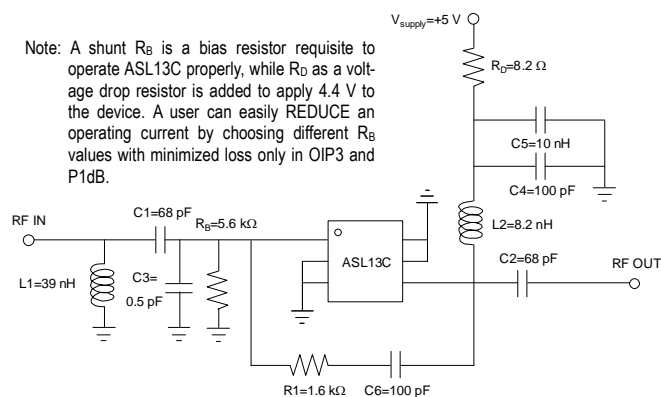 Vsupply=+5 V
Note: A shunt RB is a bias resistor requisite to
operate ASL13C properly, while RD as a volt-
age drop resistor is added to apply 4.4 V to
the device. A user can easily REDUCE an
operating current by choosing different RB
values with minimized loss only in OIP3 and
P1dB.
RD=8.2 Ω
C5=10 nH
C4=100 pF
RF IN
C1=68 pF
RB=5.6 kΩ
L2=8.2nH
ASL13C
C2=68 pF
RF OUT
L1=39 nH
C3=
0.5 pF
R1=1.6 kΩ
C6=100 pF